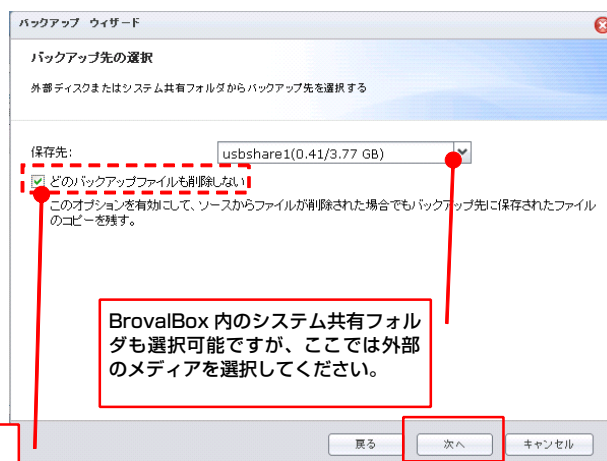 バックアップ ウィザード
バックアップ先の選択
外部ディスクまたはシステム共有フォルダからバックアップ先を選択する
保存先:
usbshare1(0.41/3.77 GB)
どのバックアップファイルも削除しない
このオプションを有効にして、ソースからファイルが削除された場合でもバックアップ先に保存されたファイル
のコピーを残す。
BrovalBox 内のシステム共有フォル
ダも選択可能ですが、ここでは外部
のメディアを選択してください。
戻る
次へ
キャンセル